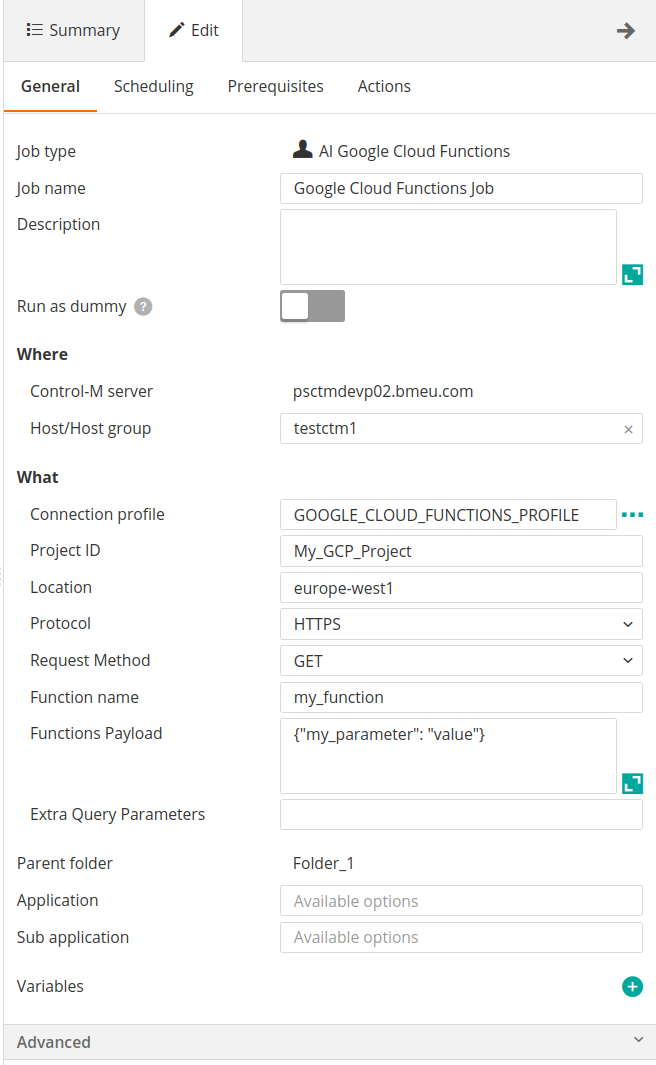 Summary Edit
General Scheduling Prerequisites Actions
Job type AI Google Cloud Functions
Job name Google Cloud Functions Job
Description
Run as dummy ?
Where
Control-M server psctmdevp02.bmeu.com
Host/Host group testctm1 ×
What
Connection profile GOOGLE_CLOUD_FUNCTIONS_PROFILE
Project ID My_GCP_Project
Location europe-west1
Protocol HTTPS
Request Method GET
Function name my_function
Functions Payload {"my_parameter": "value"}
Extra Query Parameters
Parent folder Folder_1
Application Available options
Sub application Available options
Variables
Advanced